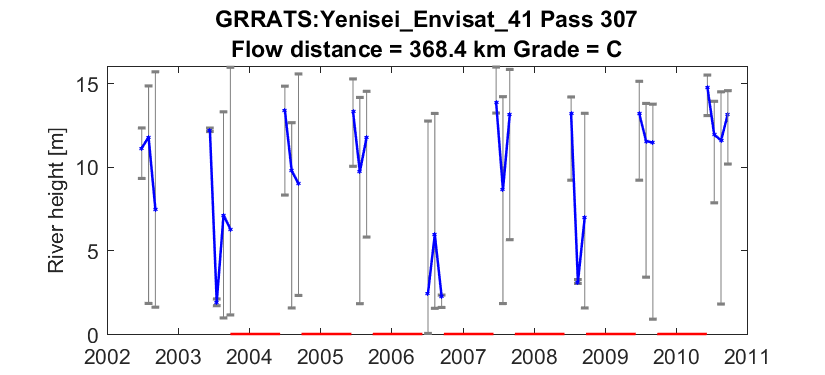 GRRATS:Yenisei_Envisat_41 Pass 307
Flow distance = 368.4 km Grade = C
River height [m]
15
10
5
0
2002 2003 2004 2005 2006 2007 2008 2009 2010 2011